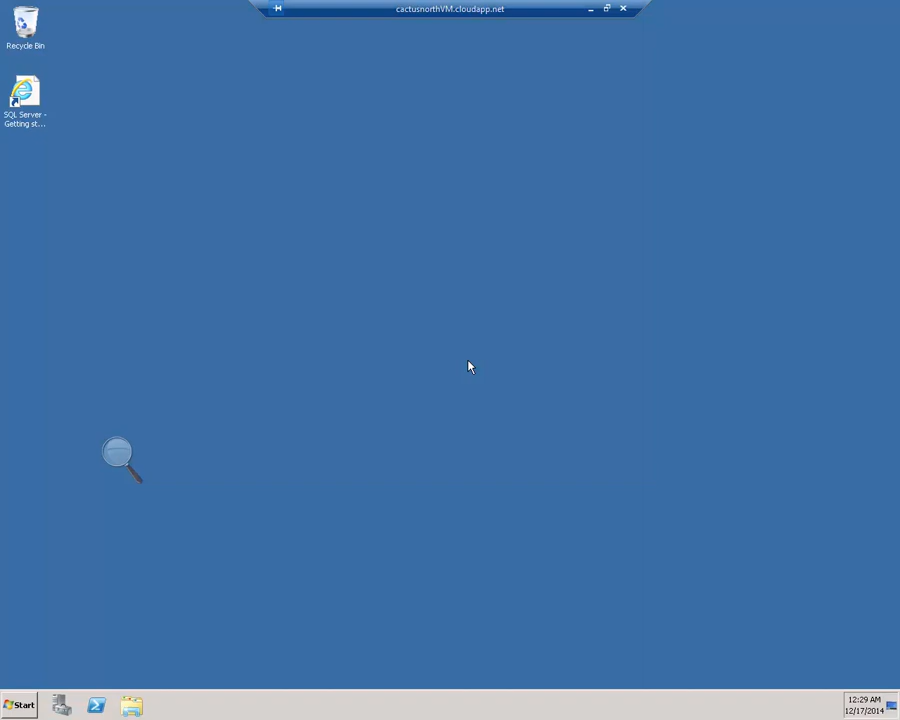 cactusnorthVM.cloudapp.net
Recycle Bin
SQL Server -
Getting st...
Start
12:29 AM
12/17/2014